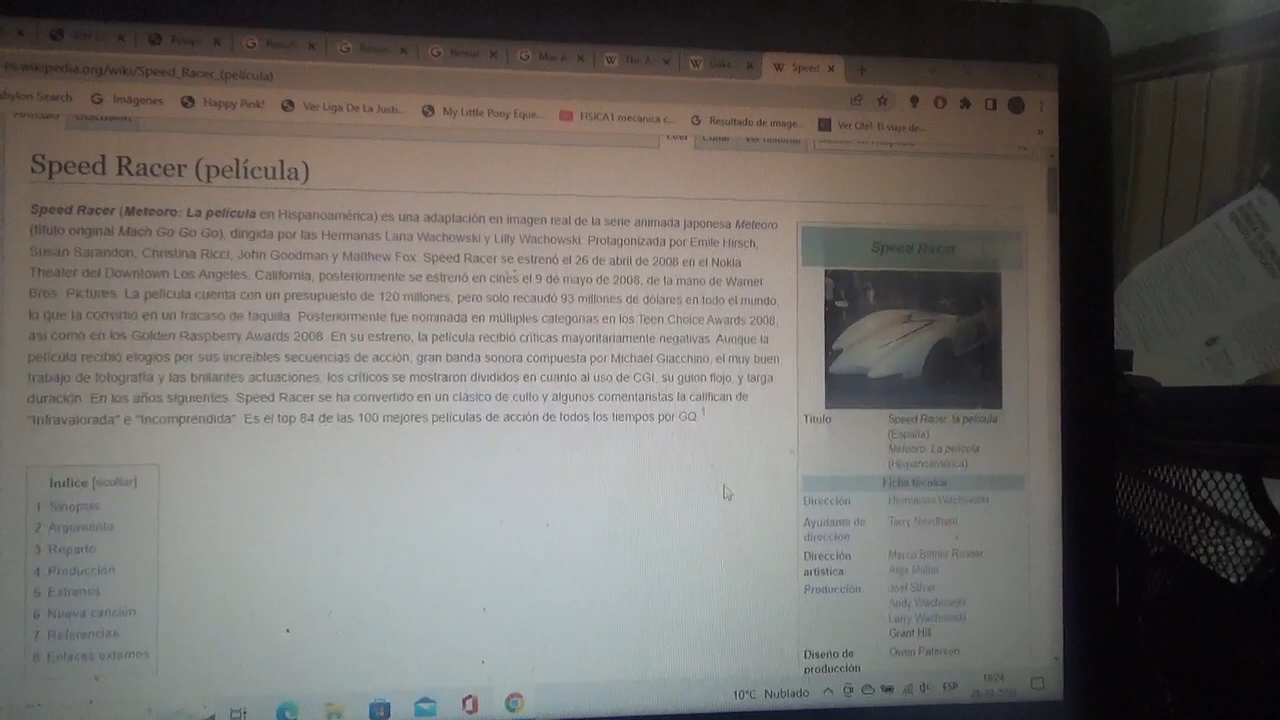 Speed
es.wikipedia.org/wiki/Speed_Racer_(película)
Babylon Search
Imágenes
Happy Pink!
Ver Liga De La Justi...
My Little Pony Eque...
FISICA1 mecanica c...
Resultado de image...
Ver Citéi: El viaje de...
Speed Racer (película)
Speed Racer (Meteoro: La película en Hispanoamérica) es una adaptación en imagen real de la serie animada japonesa Meteoro
(título original Mach Go Go Go), dirigida por las Hermanas Lana Wachowski y Lilly Wachowski. Protagonizada por Emile Hirsch,
Susan Sarandon, Christina Ricci, John Goodman y Matthew Fox. Speed Racer se estrenó el 26 de abril de 2008 en el Nokia
Theater del Downtown Los Angeles, California, posteriormente se estrenó en cines el 9 de mayo de 2008, de la mano de Warner
Bros. Pictures. La película cuenta con un presupuesto de 120 millones, pero solo recaudó 93 millones de dólares en todo el mundo,
lo que la convirtió en un fracaso de taquilla. Posteriormente fue nominada en múltiples categorias en los Teen Choice Awards 2008,
así como en los Golden Raspberry Awards 2008. En su estreno, la película recibió críticas mayoritariamente negativas. Aunque la
película recibió elogios por sus increíbles secuencias de acción, gran banda sonora compuesta por Michael Giacchino, el muy buen
trabajo de fotografía y las brillantes actuaciones, los críticos se mostraron divididos en cuanto al uso de CGI, su guion flojo, y larga
duración. En los años siguientes, Speed Racer se ha convertido en un clásico de culto y algunos comentaristas la califican de
"Infravalorada" e "Incomprendida". Es el top 84 de las 100 mejores películas de acción de todos los tiempos por GQ.1
Índice [ocultar]
1 Sinopsis
2 Argumento
3 Reparto
4 Producción
5 Estrenos
6 Nueva canción
7 Referencias
8 Enlaces externos
Speed Racer
Título Speed Racer: la película
(España)
Meteoro: La película
(Hispanoamérica)
Ficha técnica
Dirección Hermanas Wachowski
Ayudante de dirección Terry Needham
Dirección artística Marco Bittner Rosser
Anja Müller
Producción Joel Silver
Andy Wachowski
Larry Wachowski
Grant Hill
Diseño de producción Owen Paterson
10°C Nublado
ESP
18:24